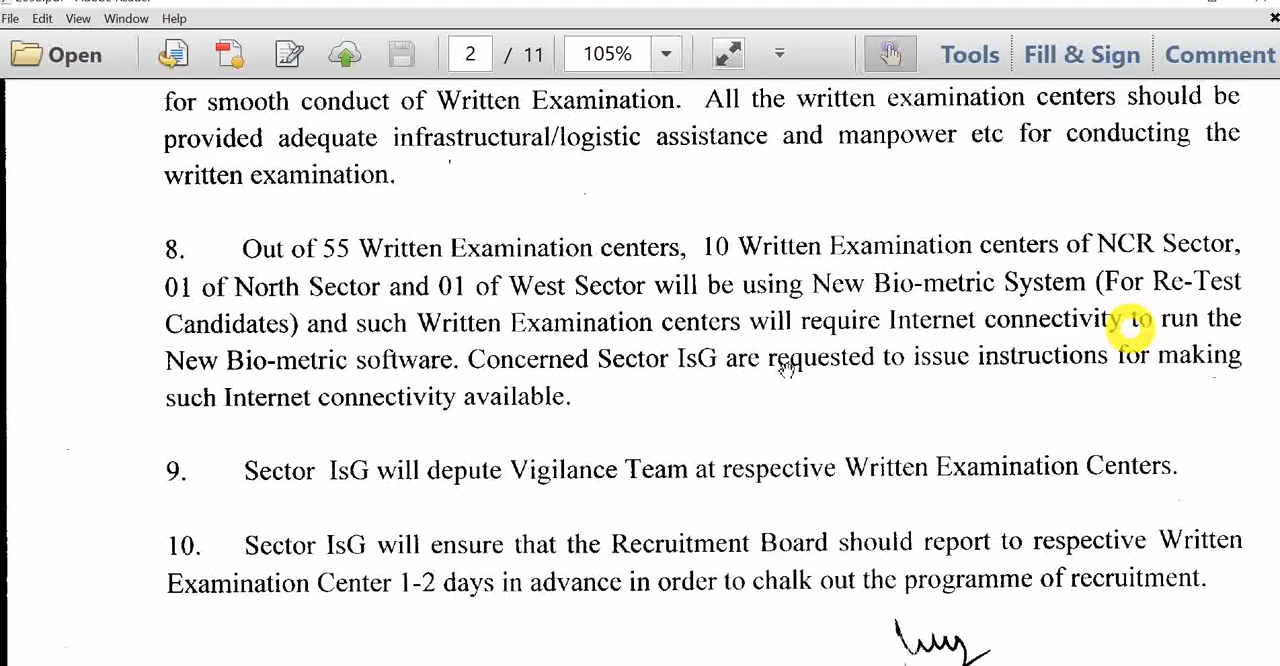 File Edit View Window Help
Open 2 / 11 105% Tools Fill & Sign Comment
for smooth conduct of Written Examination. All the written examination centers should be
provided adequate infrastructural/logistic assistance and manpower etc for conducting the
written examination.
8. Out of 55 Written Examination centers, 10 Written Examination centers of NCR Sector,
01 of North Sector and 01 of West Sector will be using New Bio-metric System (For Re-Test
Candidates) and such Written Examination centers will require Internet connectivity to run the
New Bio-metric software. Concerned Sector IsG are requested to issue instructions for making
such Internet connectivity available.
9. Sector IsG will depute Vigilance Team at respective Written Examination Centers.
10. Sector IsG will ensure that the Recruitment Board should report to respective Written
Examination Center 1-2 days in advance in order to chalk out the programme of recruitment.